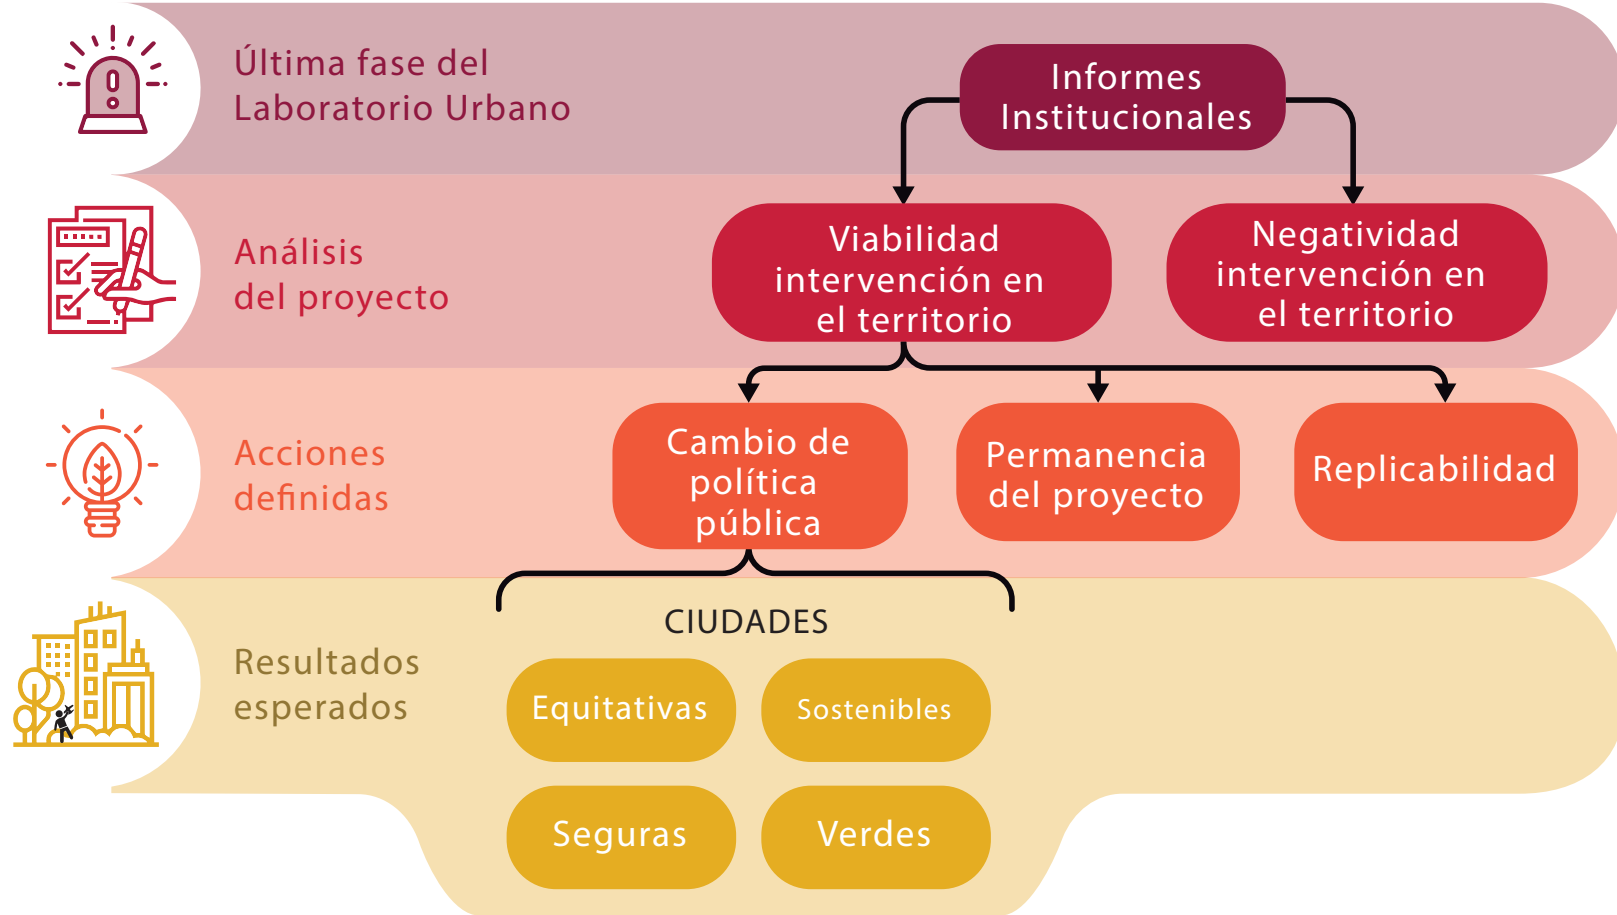 Última fase del
Laboratorio Urbano
Informes
Institucionales
Análisis
del proyecto
Viabilidad
intervención en
el territorio
Negatividad
intervención en
el territorio
Acciones
definidas
Cambio de
política
pública
Permanencia
del proyecto
Replicabilidad
Resultados
esperados
CIUDADES
Equitativas
Sostenibles
Seguras
Verdes